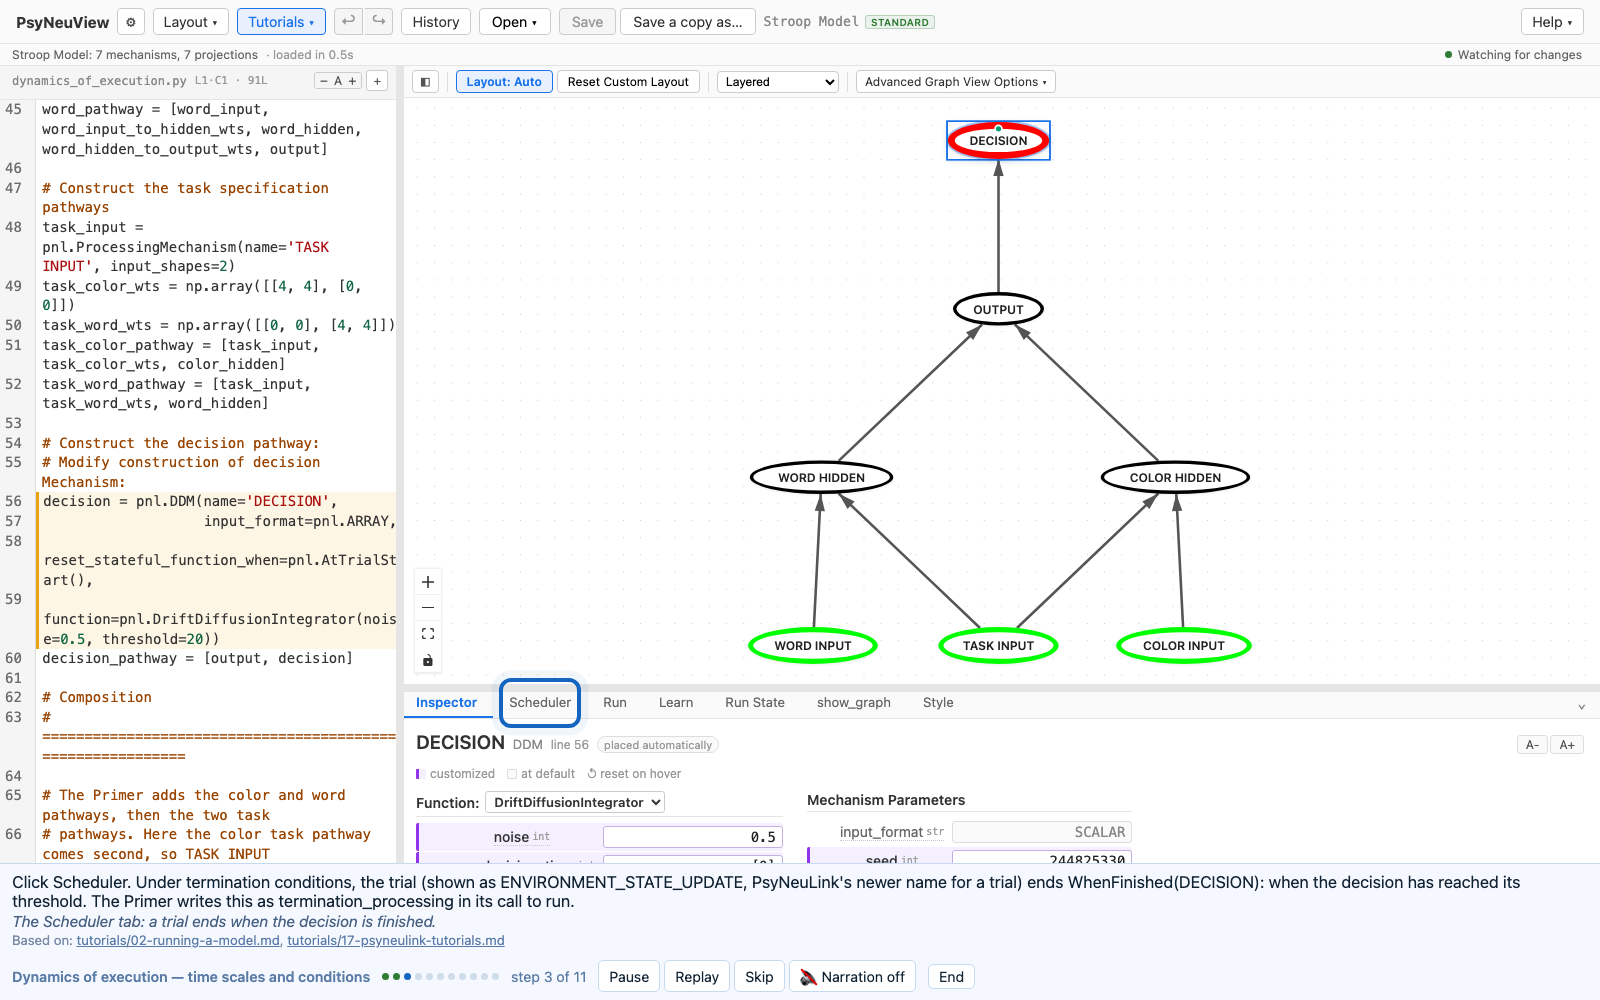 PsyNeuView ⚙ Layout ▾ Tutorials ▾ ↩ ↪ History Open ▾ Save Save a copy as... Stroop Model STANDARD Help ▾
Stroop Model: 7 mechanisms, 7 projections · loaded in 0.5s Watching for changes
dynamics_of_execution.py L1·C1 · 91L − A + +
Layout: Auto Reset Custom Layout Layered Advanced Graph View Options ▾
45 word_pathway = [word_input,
word_input_to_hidden_wts, word_hidden,
word_hidden_to_output_wts, output]
46
47 # Construct the task specification
pathways
48 task_input =
pnl.ProcessingMechanism(name='TASK
INPUT', input_shapes=2)
49 task_color_wts = np.array([[4, 4], [0,
0]])
50 task_word_wts = np.array([[0, 0], [4, 4]])
51 task_color_pathway = [task_input,
task_color_wts, color_hidden]
52 task_word_pathway = [task_input,
task_word_wts, word_hidden]
53
54 # Construct the decision pathway:
55 # Modify construction of decision
Mechanism:
56 decision = pnl.DDM(name='DECISION',
57 input_format=pnl.ARRAY,
58
reset_stateful_function_when=pnl.AtTrialSt
art(),
59
function=pnl.DriftDiffusionIntegrator(nois
e=0.5, threshold=20))
60 decision_pathway = [output, decision]
61
62 # Composition
63 #
==========================================
=================
64
65 # The Primer adds the color and word
pathways, then the two task
66 # pathways. Here the color task pathway
comes second, so TASK INPUT
DECISION
OUTPUT
WORD HIDDEN COLOR HIDDEN
WORD INPUT TASK INPUT COLOR INPUT
Inspector Scheduler Run Learn Run State show_graph Style
DECISION DDM line 56 placed automatically A- A+
customized at default ↺ reset on hover
Function: DriftDiffusionIntegrator
noise int 0.5
Mechanism Parameters
input_format str SCALAR
seed int 244825330
Click Scheduler. Under termination conditions, the trial (shown as ENVIRONMENT_STATE_UPDATE, PsyNeuLink's newer name for a trial) ends WhenFinished(DECISION): when the decision has reached its
threshold. The Primer writes this as termination_processing in its call to run.
The Scheduler tab: a trial ends when the decision is finished.
Based on: tutorials/02-running-a-model.md, tutorials/17-psyneulink-tutorials.md
Dynamics of execution — time scales and conditions step 3 of 11 Pause Replay Skip Narration off End